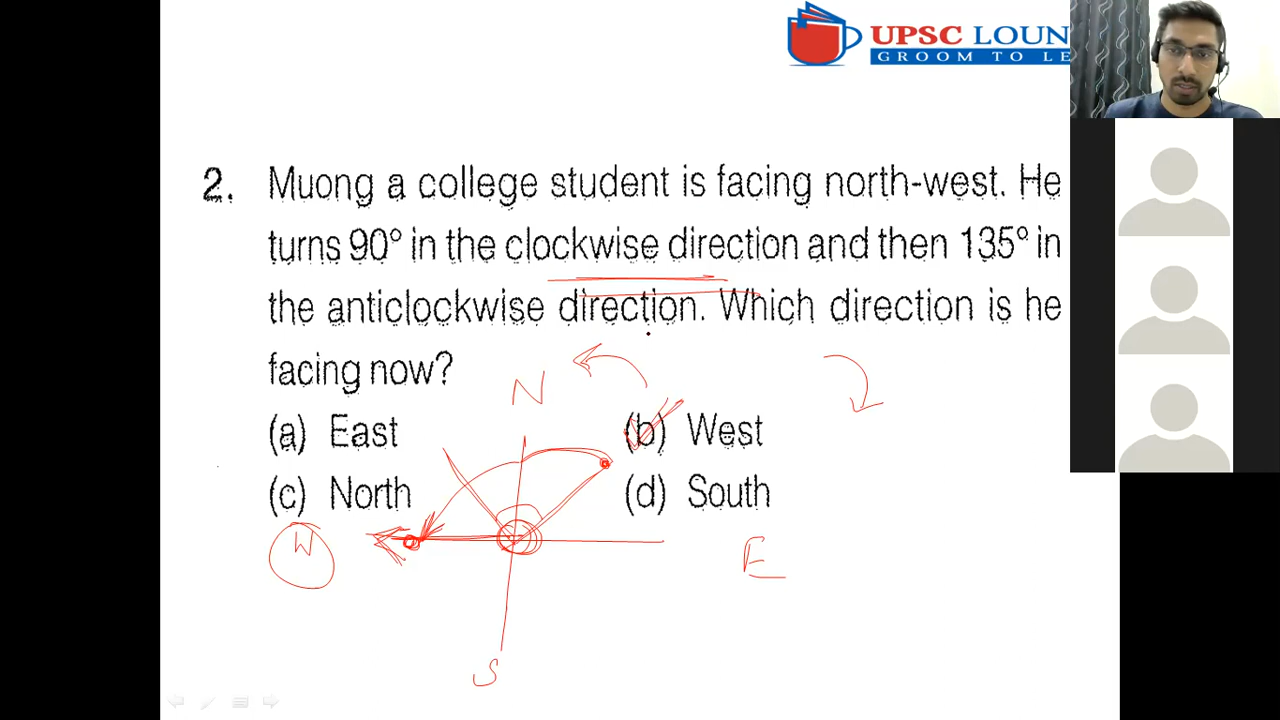 UPSC LOUN
GROOM TO LE
2. Muong a college student is facing north-west. He
turns 90° in the clockwise direction and then 135° in
the anticlockwise direction. Which direction is he
facing now?
N
(a) East (b) West
(c) North (d) South
W
E
S